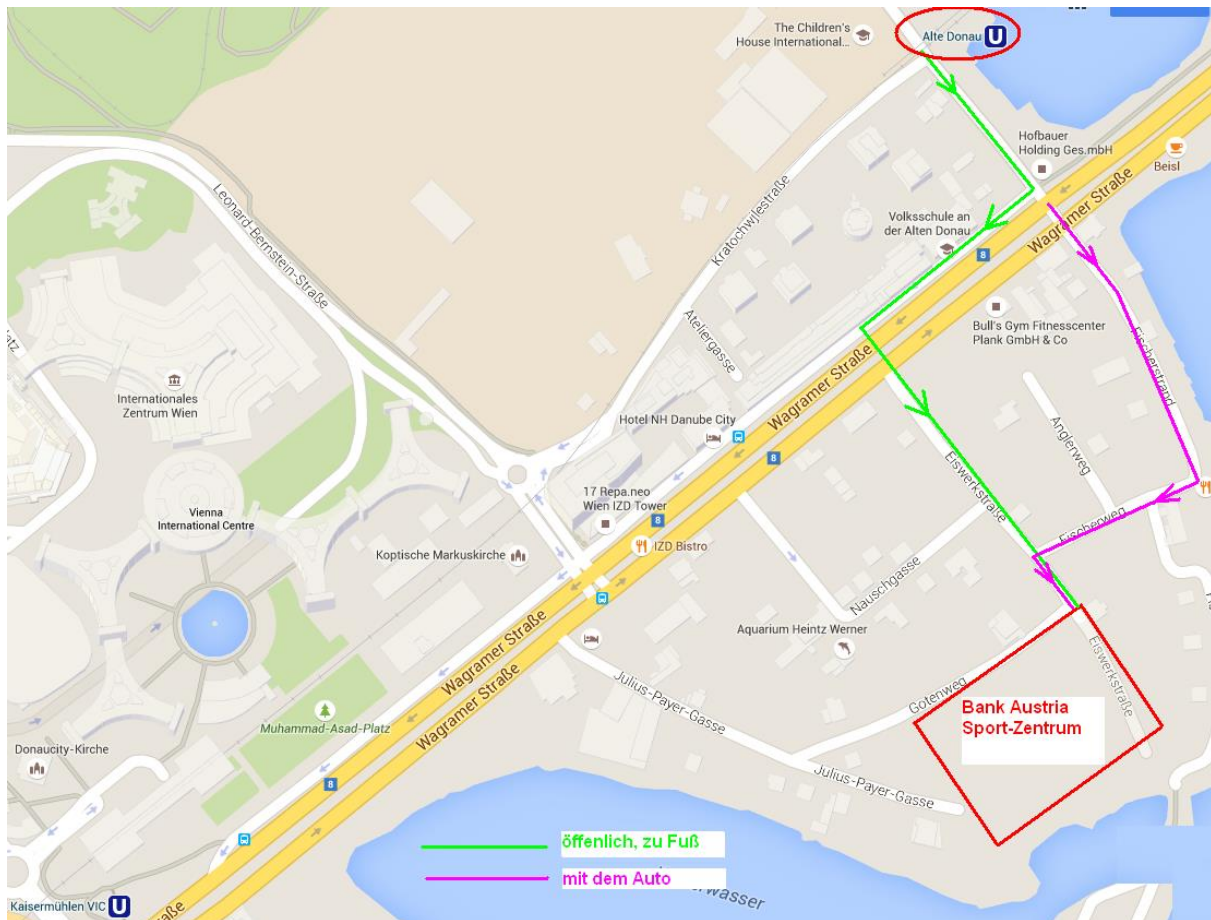 The Children's
House International...
Alte Donau U
Hofbauer
Holding Ges.mbH
Beisl
Leonard-Bernstein-Straße
Kratochwjlestraße
Volksschule an
der Alten Donau
Wagramer Straße
8
Bull's Gym Fitnesscenter
Plank GmbH & Co
Fischerstrand
Ateliergasse
Wagramer Straße
Internationales
Zentrum Wien
Hotel NH Danube City
Anglerweg
8
Eiswerkstraße
17 Repa.neo
Wien IZD Tower
8
Fischerweg
Vienna
International Centre
IZD Bistro
Koptische Markuskirche
Nauschgasse
Wagramer Straße
Aquarium Heintz Werner
Eiswerkstraße
Wagramer Straße
Julius-Payer-Gasse
Gotenweg
Bank Austria
Sport-Zentrum
Muhammad-Asad-Platz
Donaucity-Kirche
Julius-Payer-Gasse
8
öffenlich, zu Fuß
mit dem Auto
erwasser
Kaisermühlen VIC U
aße